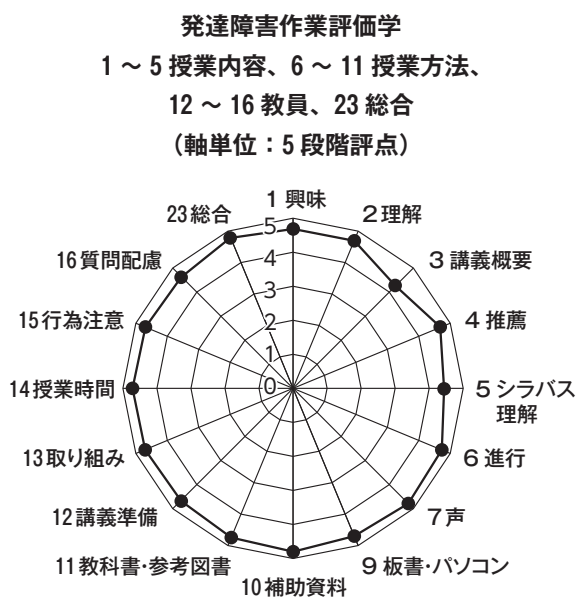 発達障害作業評価学
1 ～ 5 授業内容、6 ～ 11 授業方法、
12 ～ 16 教員、23 総合
（軸単位：5 段階評点）
1 興味
2 理解
3 講義概要
4 推薦
5 シラバス
理解
6 進行
7 声
9 板書・パソコン
10 補助資料
11 教科書・参考図書
12 講義準備
13 取り組み
14 授業時間
15 行為注意
16 質問配慮
23 総合
5
4
3
2
1
0